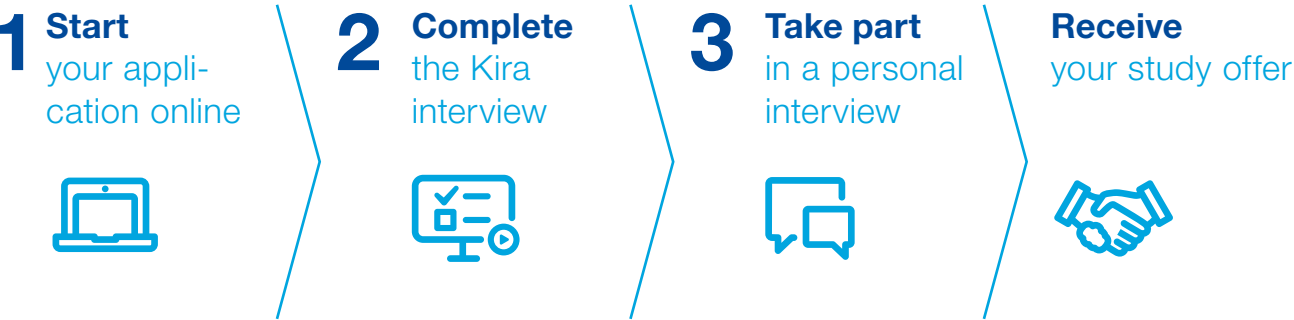 1 Start
your appli-
cation online
2 Complete
the Kira
interview
3 Take part
in a personal
interview
Receive
your study offer